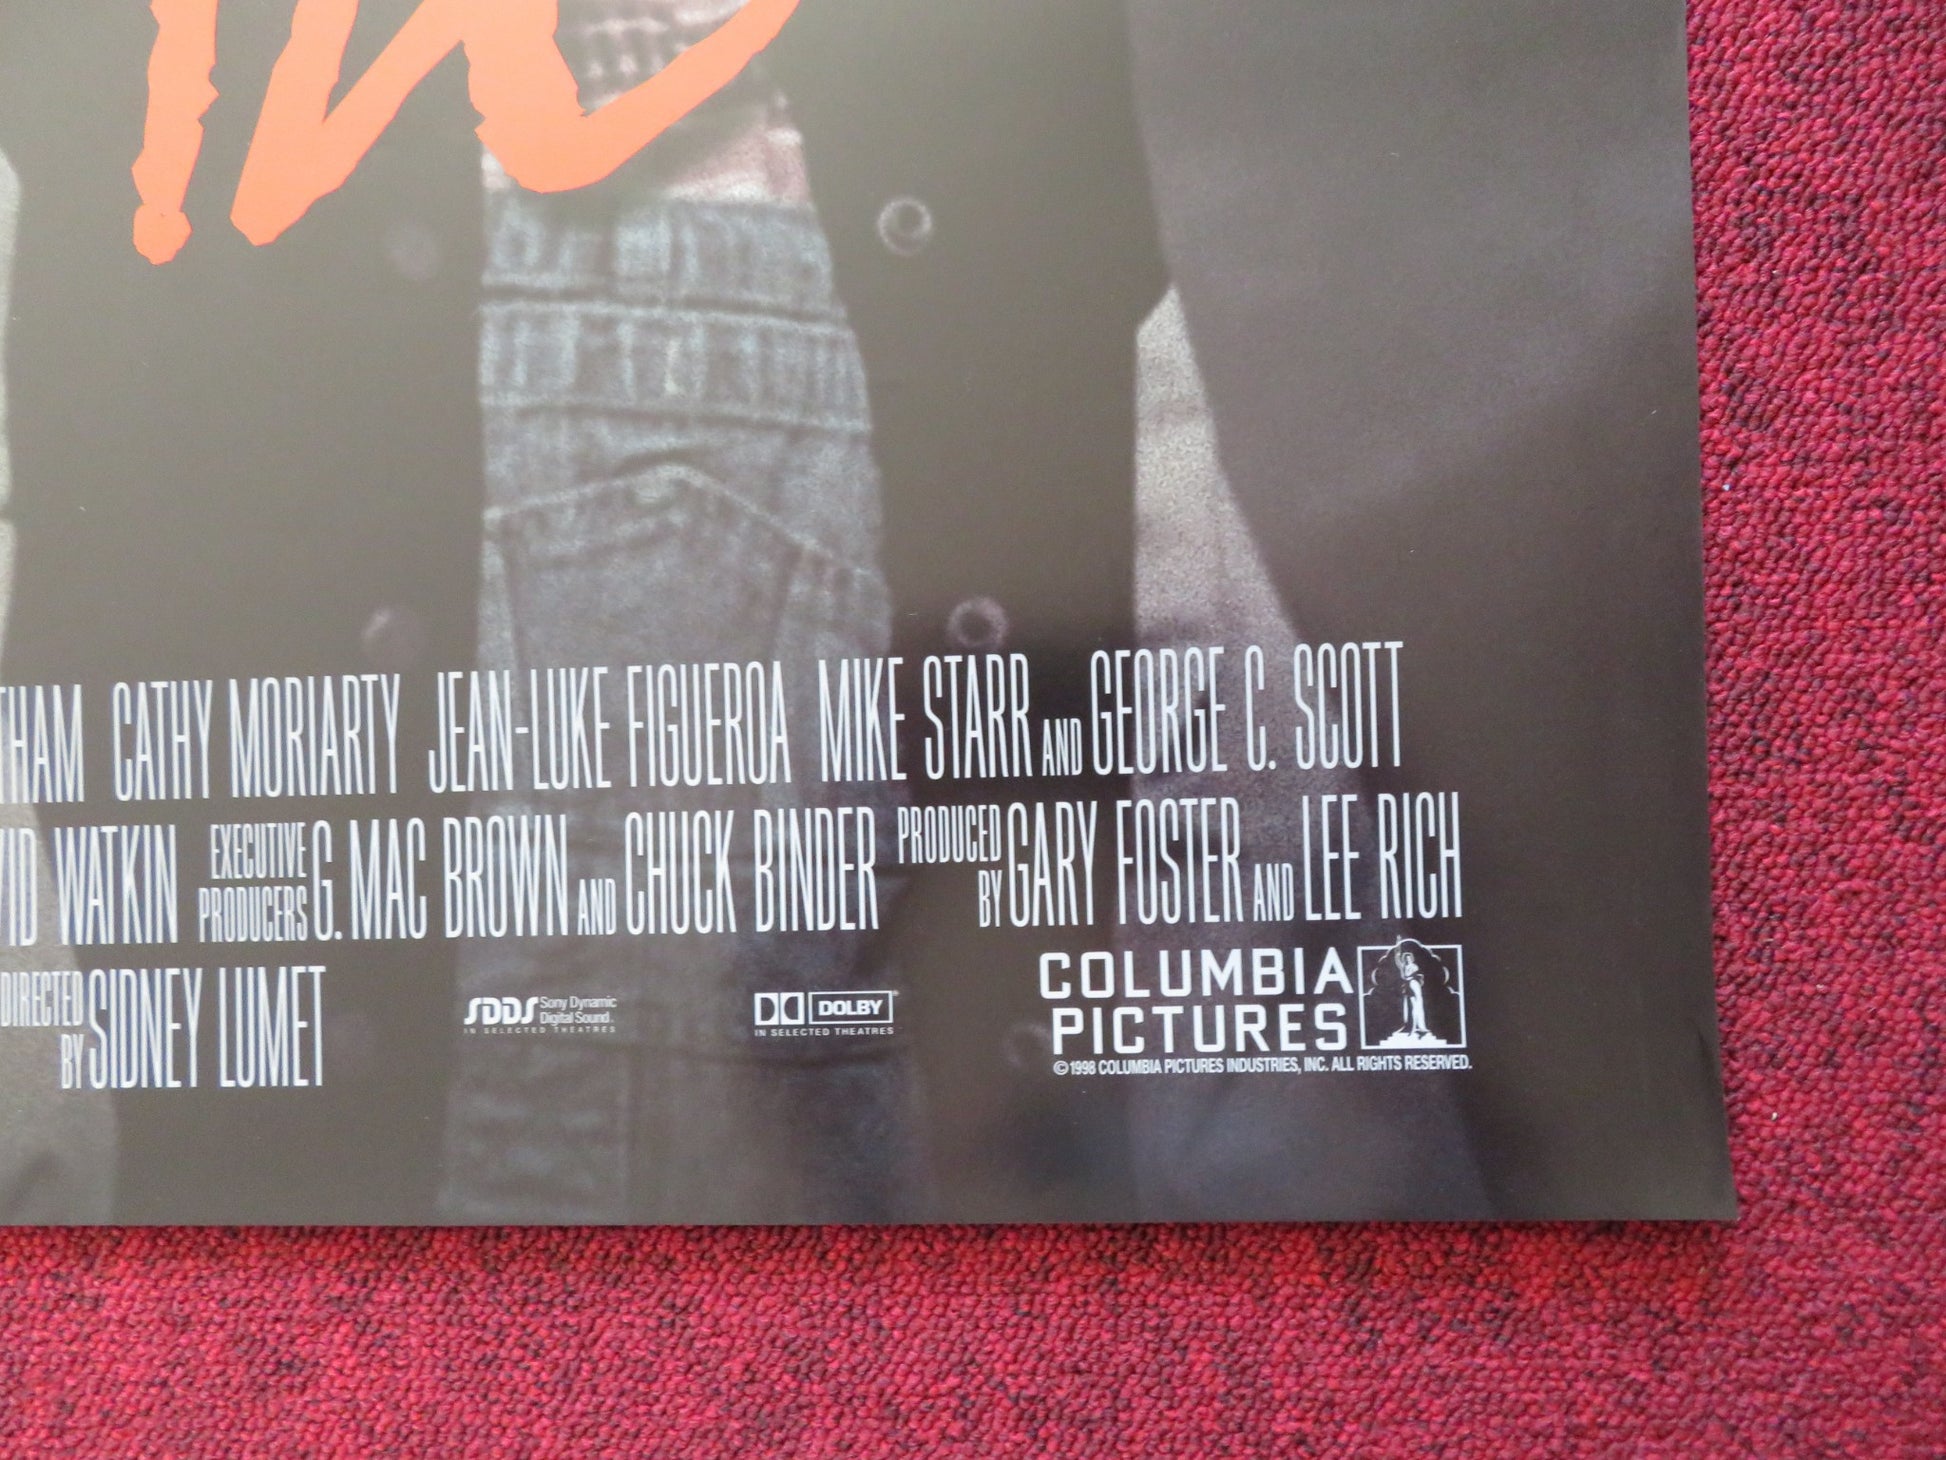 CATHY MORIARTY JEAN-LUKE FIGUEROA MIKE STARR AND GEORGE C. SCOTT
WATKIN EXECUTIVE PRODUCERS G. MAC BROWN AND CHUCK BINDER PRODUCED BY GARY FOSTER AND LEE RICH
DIRECTED BY SIDNEY LUMET
SDDS Sony Dynamic Digital Sound.
IN SELECTED THEATRES
DOLBY
IN SELECTED THEATRES
COLUMBIA
PICTURES
©1998 COLUMBIA PICTURES INDUSTRIES, INC. ALL RIGHTS RESERVED.